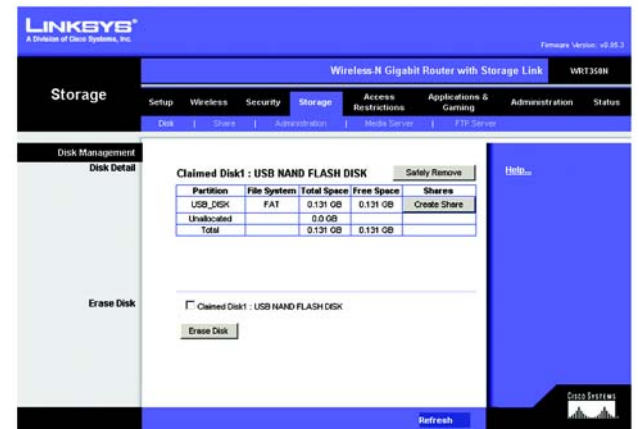 LINKSYS®
A Division of Cisco Systems, Inc.
Firmware Version: v0.95.3
Wireless-N Gigabit Router with Storage Link WRT350N
Storage
Setup Wireless Security Storage Access Restrictions Applications & Gaming Administration Status
Disk | Share | Administration | Media Server | FTP Server
Disk Management
Disk Detail
Claimed Disk1 : USB NAND FLASH DISK Safely Remove
Help...
Partition File System Total Space Free Space Shares
USB_DISK FAT 0.131 GB 0.131 GB Create Share
Unallocated 0.0 GB
Total 0.131 GB 0.131 GB
Erase Disk
Claimed Disk1 : USB NAND FLASH DISK
Erase Disk
Refresh
CISCO SYSTEMS